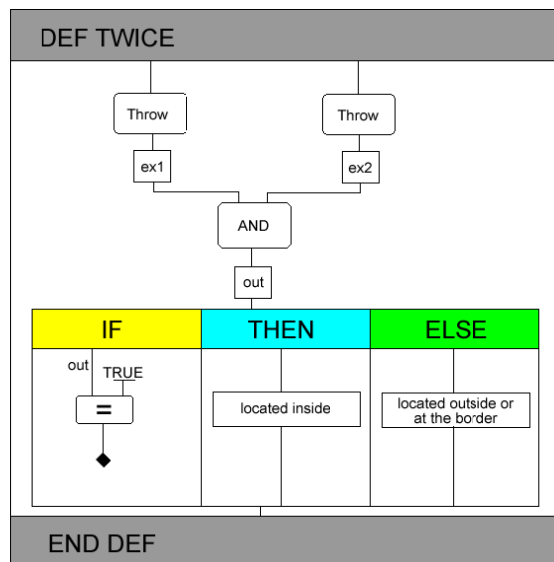 DEF TWICE
Throw
Throw
ex1
ex2
AND
out
IF
THEN
ELSE
out
TRUE
=
located inside
located outside or
at the border
END DEF